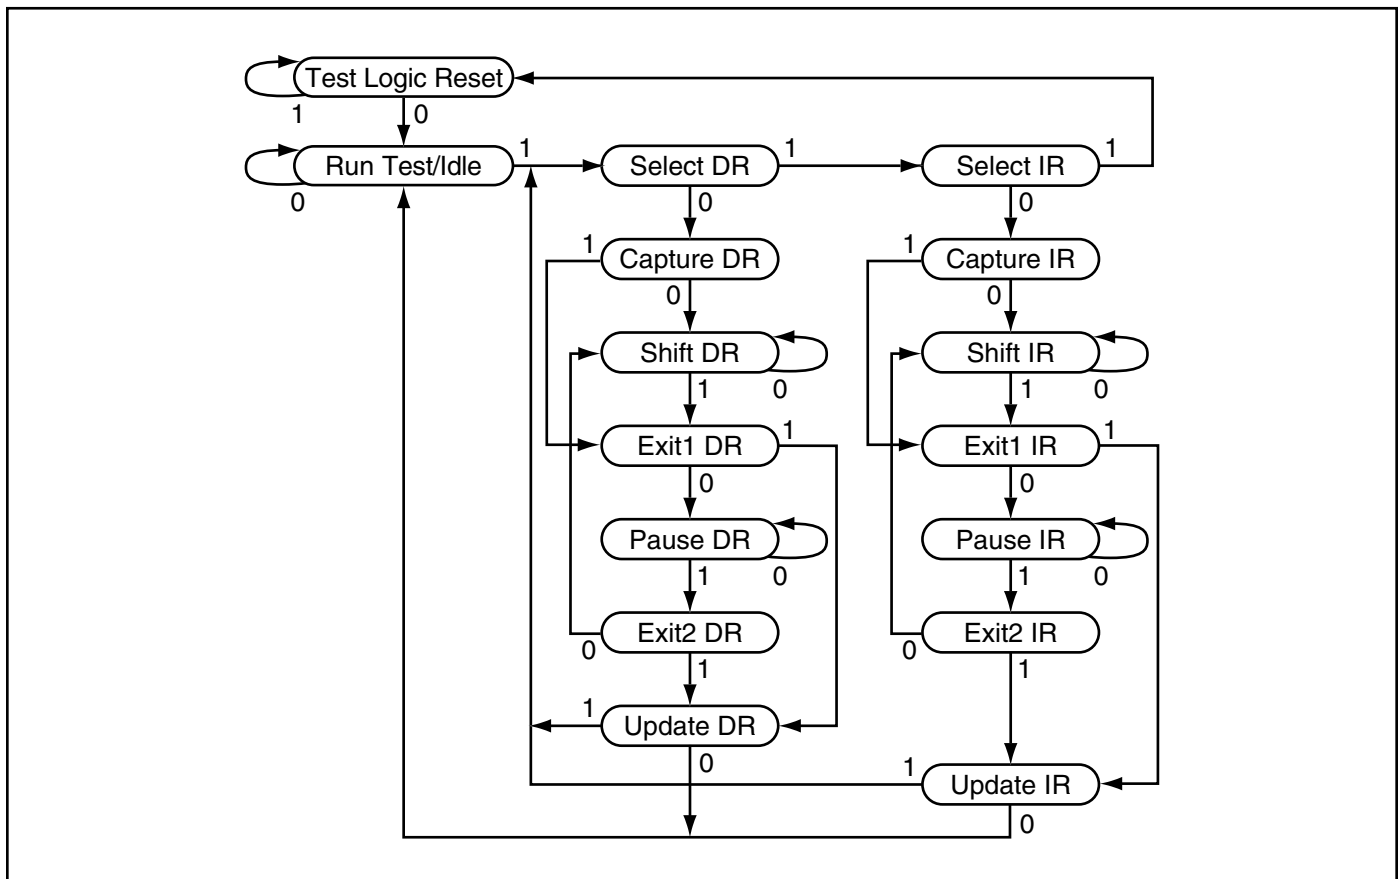 Test Logic Reset
1 0
Run Test/Idle 1 Select DR 1 Select IR 1
0 0 0
1 Capture DR 1 Capture IR
0 0
Shift DR Shift IR
1 0 1 0
Exit1 DR 1 Exit1 IR 1
0 0
Pause DR Pause IR
1 0 1 0
Exit2 DR Exit2 IR
0 1 0 1
1 Update DR
0
1 Update IR
0